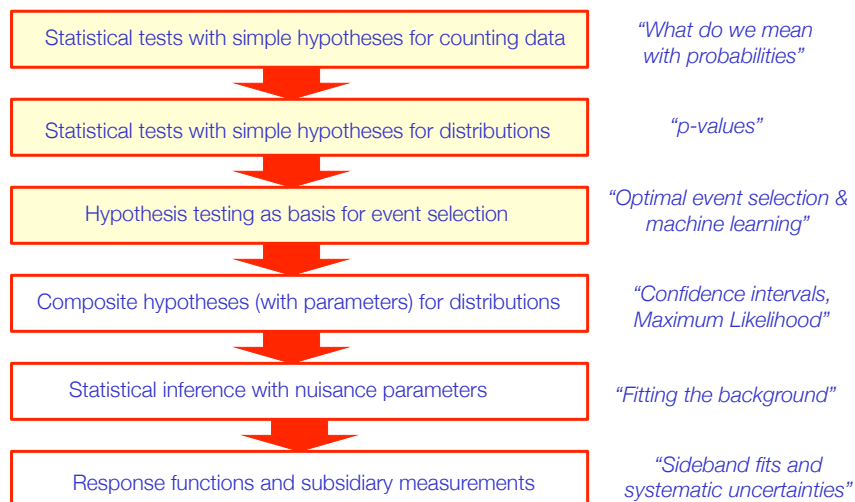 Statistical tests with simple hypotheses for counting data
“What do we mean
with probabilities”
Statistical tests with simple hypotheses for distributions
“p-values”
Hypothesis testing as basis for event selection
“Optimal event selection &
machine learning”
Composite hypotheses (with parameters) for distributions
“Confidence intervals,
Maximum Likelihood”
Statistical inference with nuisance parameters
“Fitting the background”
Response functions and subsidiary measurements
“Sideband fits and
systematic uncertainties”